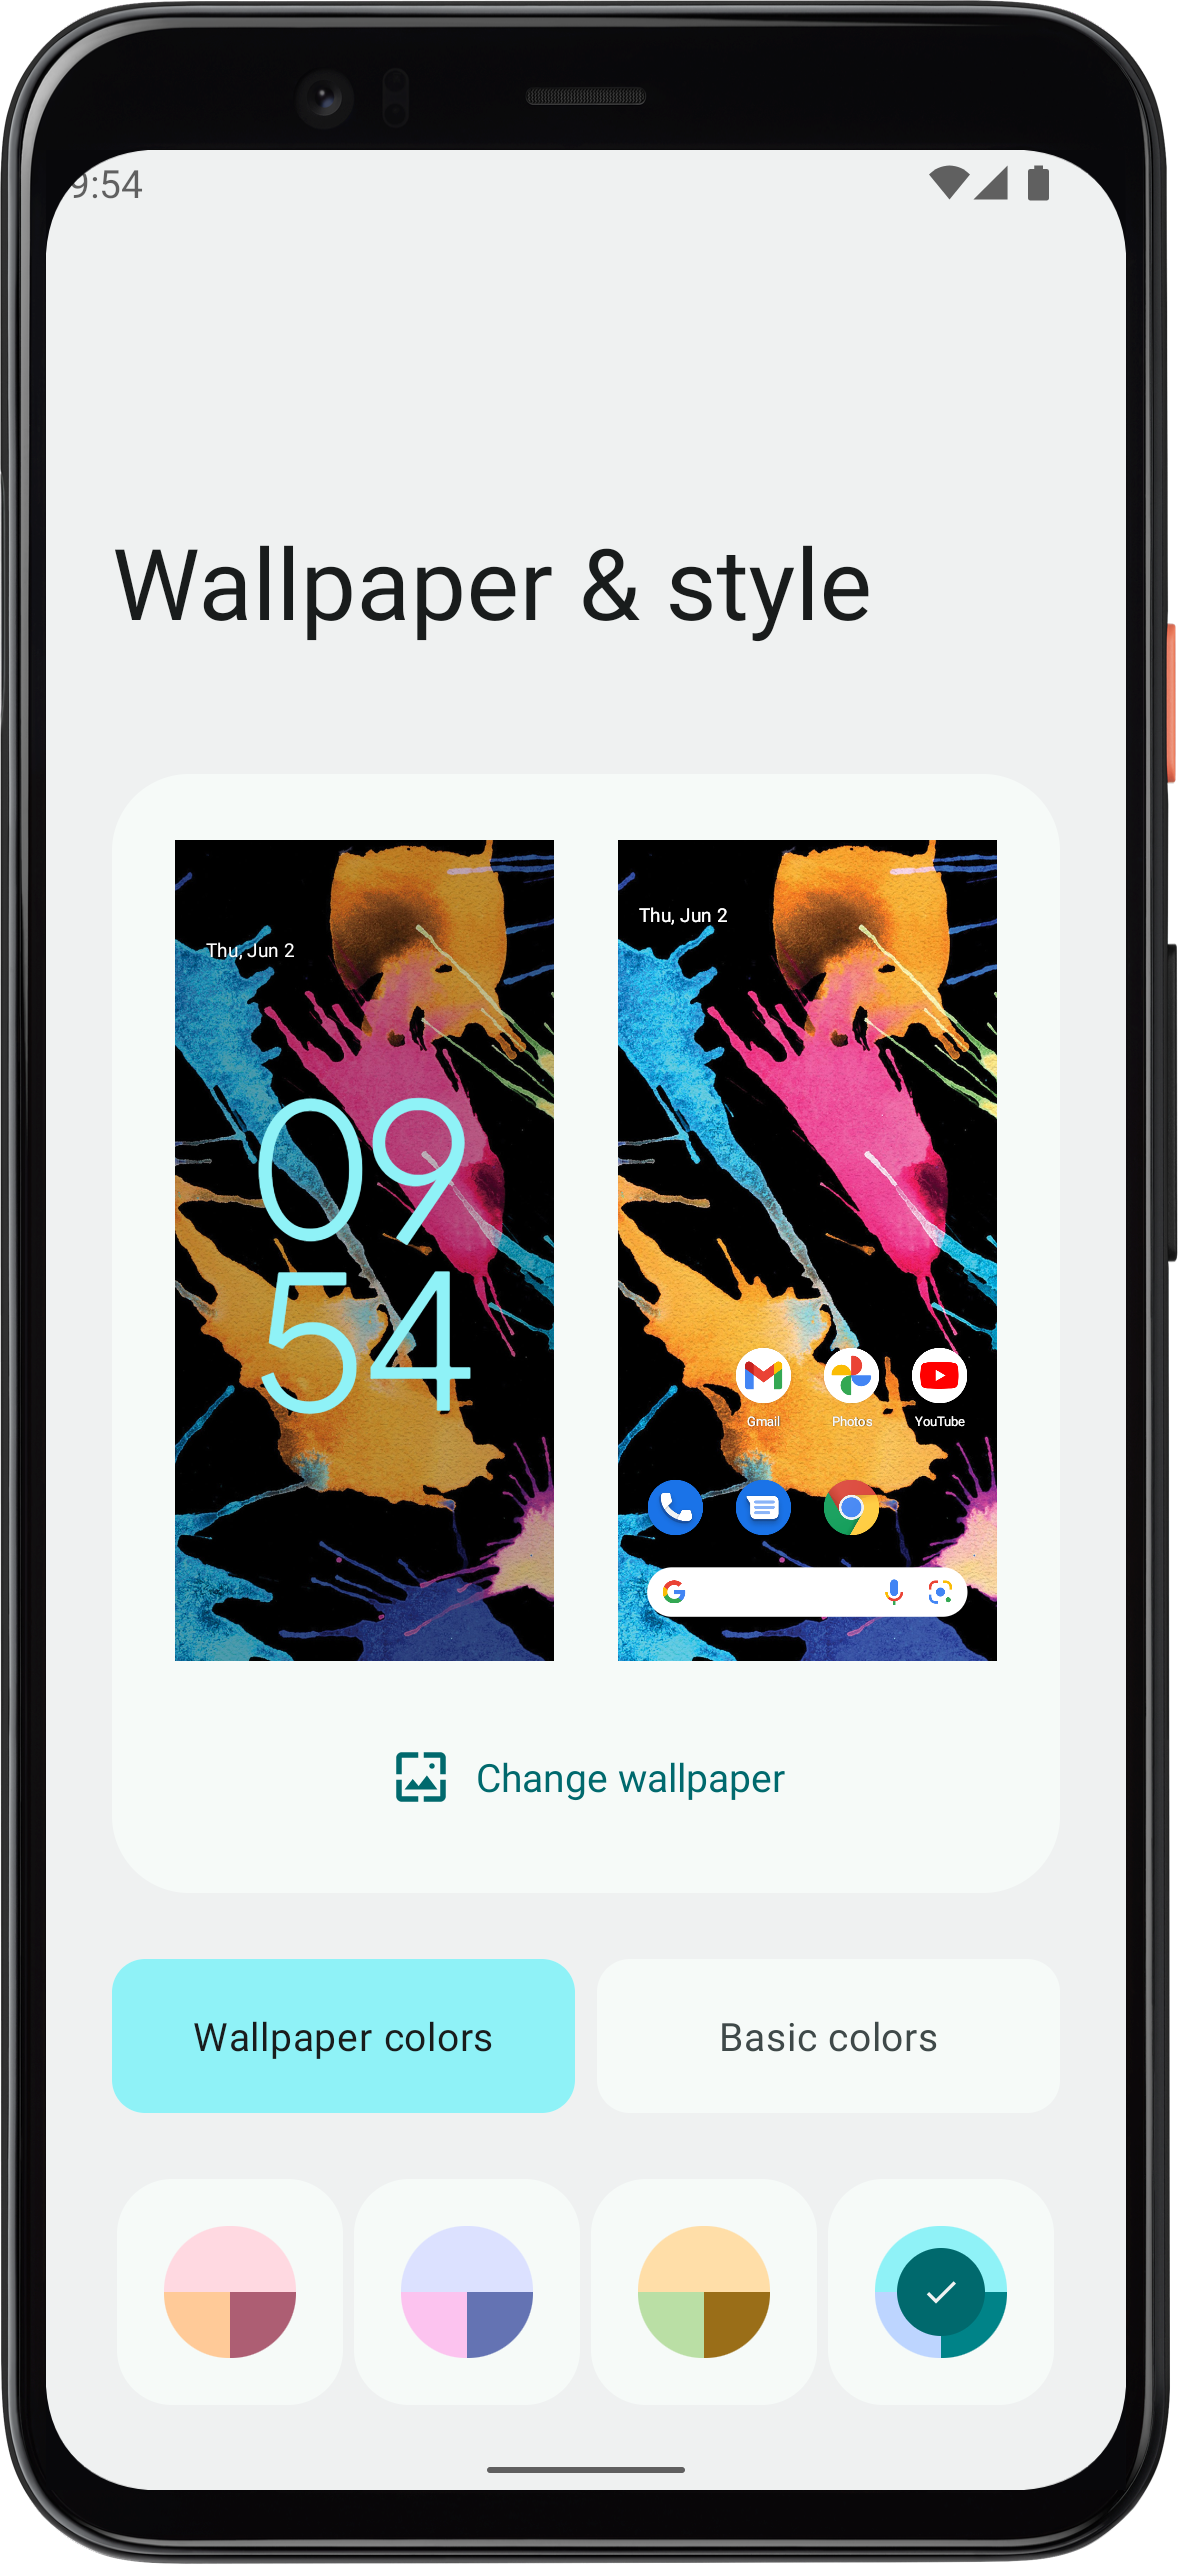 9:54
Wallpaper & style
Thu, Jun 2
09
54
Thu, Jun 2
Gmail
Photos
YouTube
G
Change wallpaper
Wallpaper colors
Basic colors